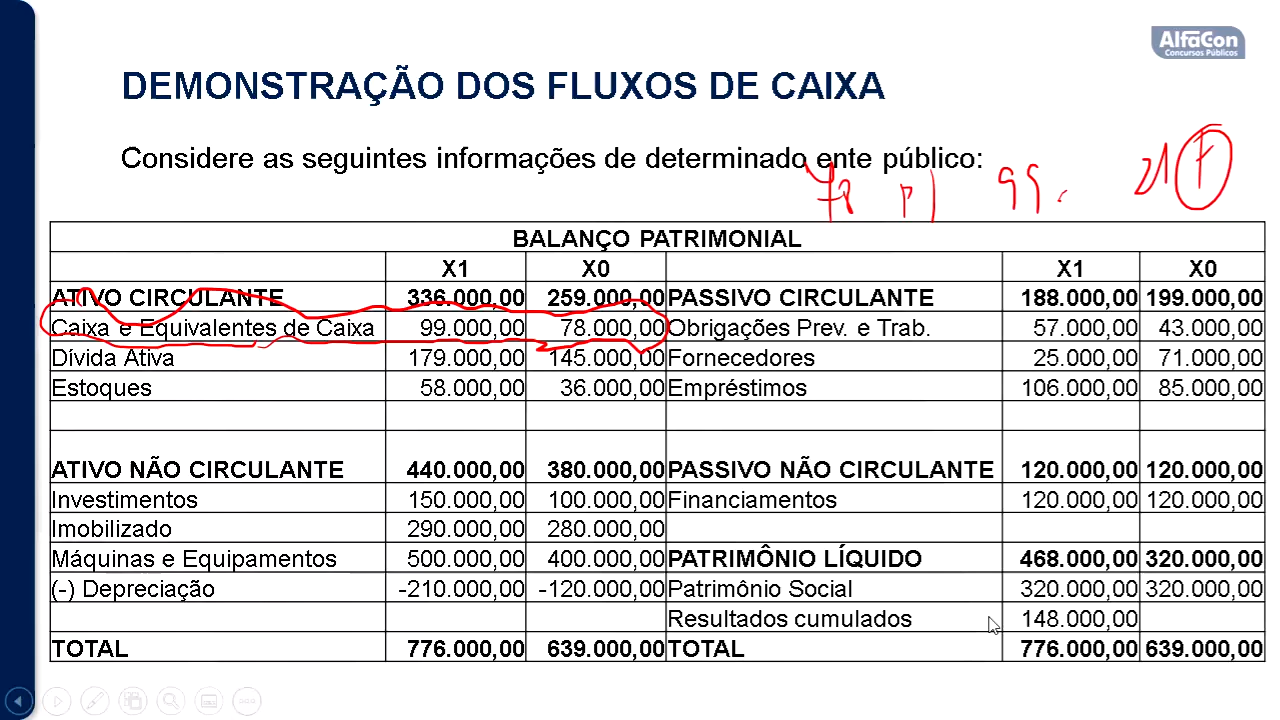 AlfaCon
Concursos Públicos
DEMONSTRAÇÃO DOS FLUXOS DE CAIXA
Considere as seguintes informações de determinado ente público:
78 p/ 99 21 F
BALANÇO PATRIMONIAL
X1 X0 X1 X0
ATIVO CIRCULANTE 336.000,00 259.000,00 PASSIVO CIRCULANTE 188.000,00 199.000,00
Caixa e Equivalentes de Caixa 99.000,00 78.000,00 Obrigações Prev. e Trab. 57.000,00 43.000,00
Dívida Ativa 179.000,00 145.000,00 Fornecedores 25.000,00 71.000,00
Estoques 58.000,00 36.000,00 Empréstimos 106.000,00 85.000,00
ATIVO NÃO CIRCULANTE 440.000,00 380.000,00 PASSIVO NÃO CIRCULANTE 120.000,00 120.000,00
Investimentos 150.000,00 100.000,00 Financiamentos 120.000,00 120.000,00
Imobilizado 290.000,00 280.000,00
Máquinas e Equipamentos 500.000,00 400.000,00 PATRIMÔNIO LÍQUIDO 468.000,00 320.000,00
(-) Depreciação -210.000,00 -120.000,00 Patrimônio Social 320.000,00 320.000,00
Resultados cumulados 148.000,00
TOTAL 776.000,00 639.000,00 TOTAL 776.000,00 639.000,00